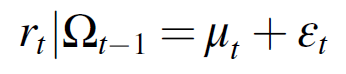 r_t|Ω_{t−1} = μ_t + ε_t